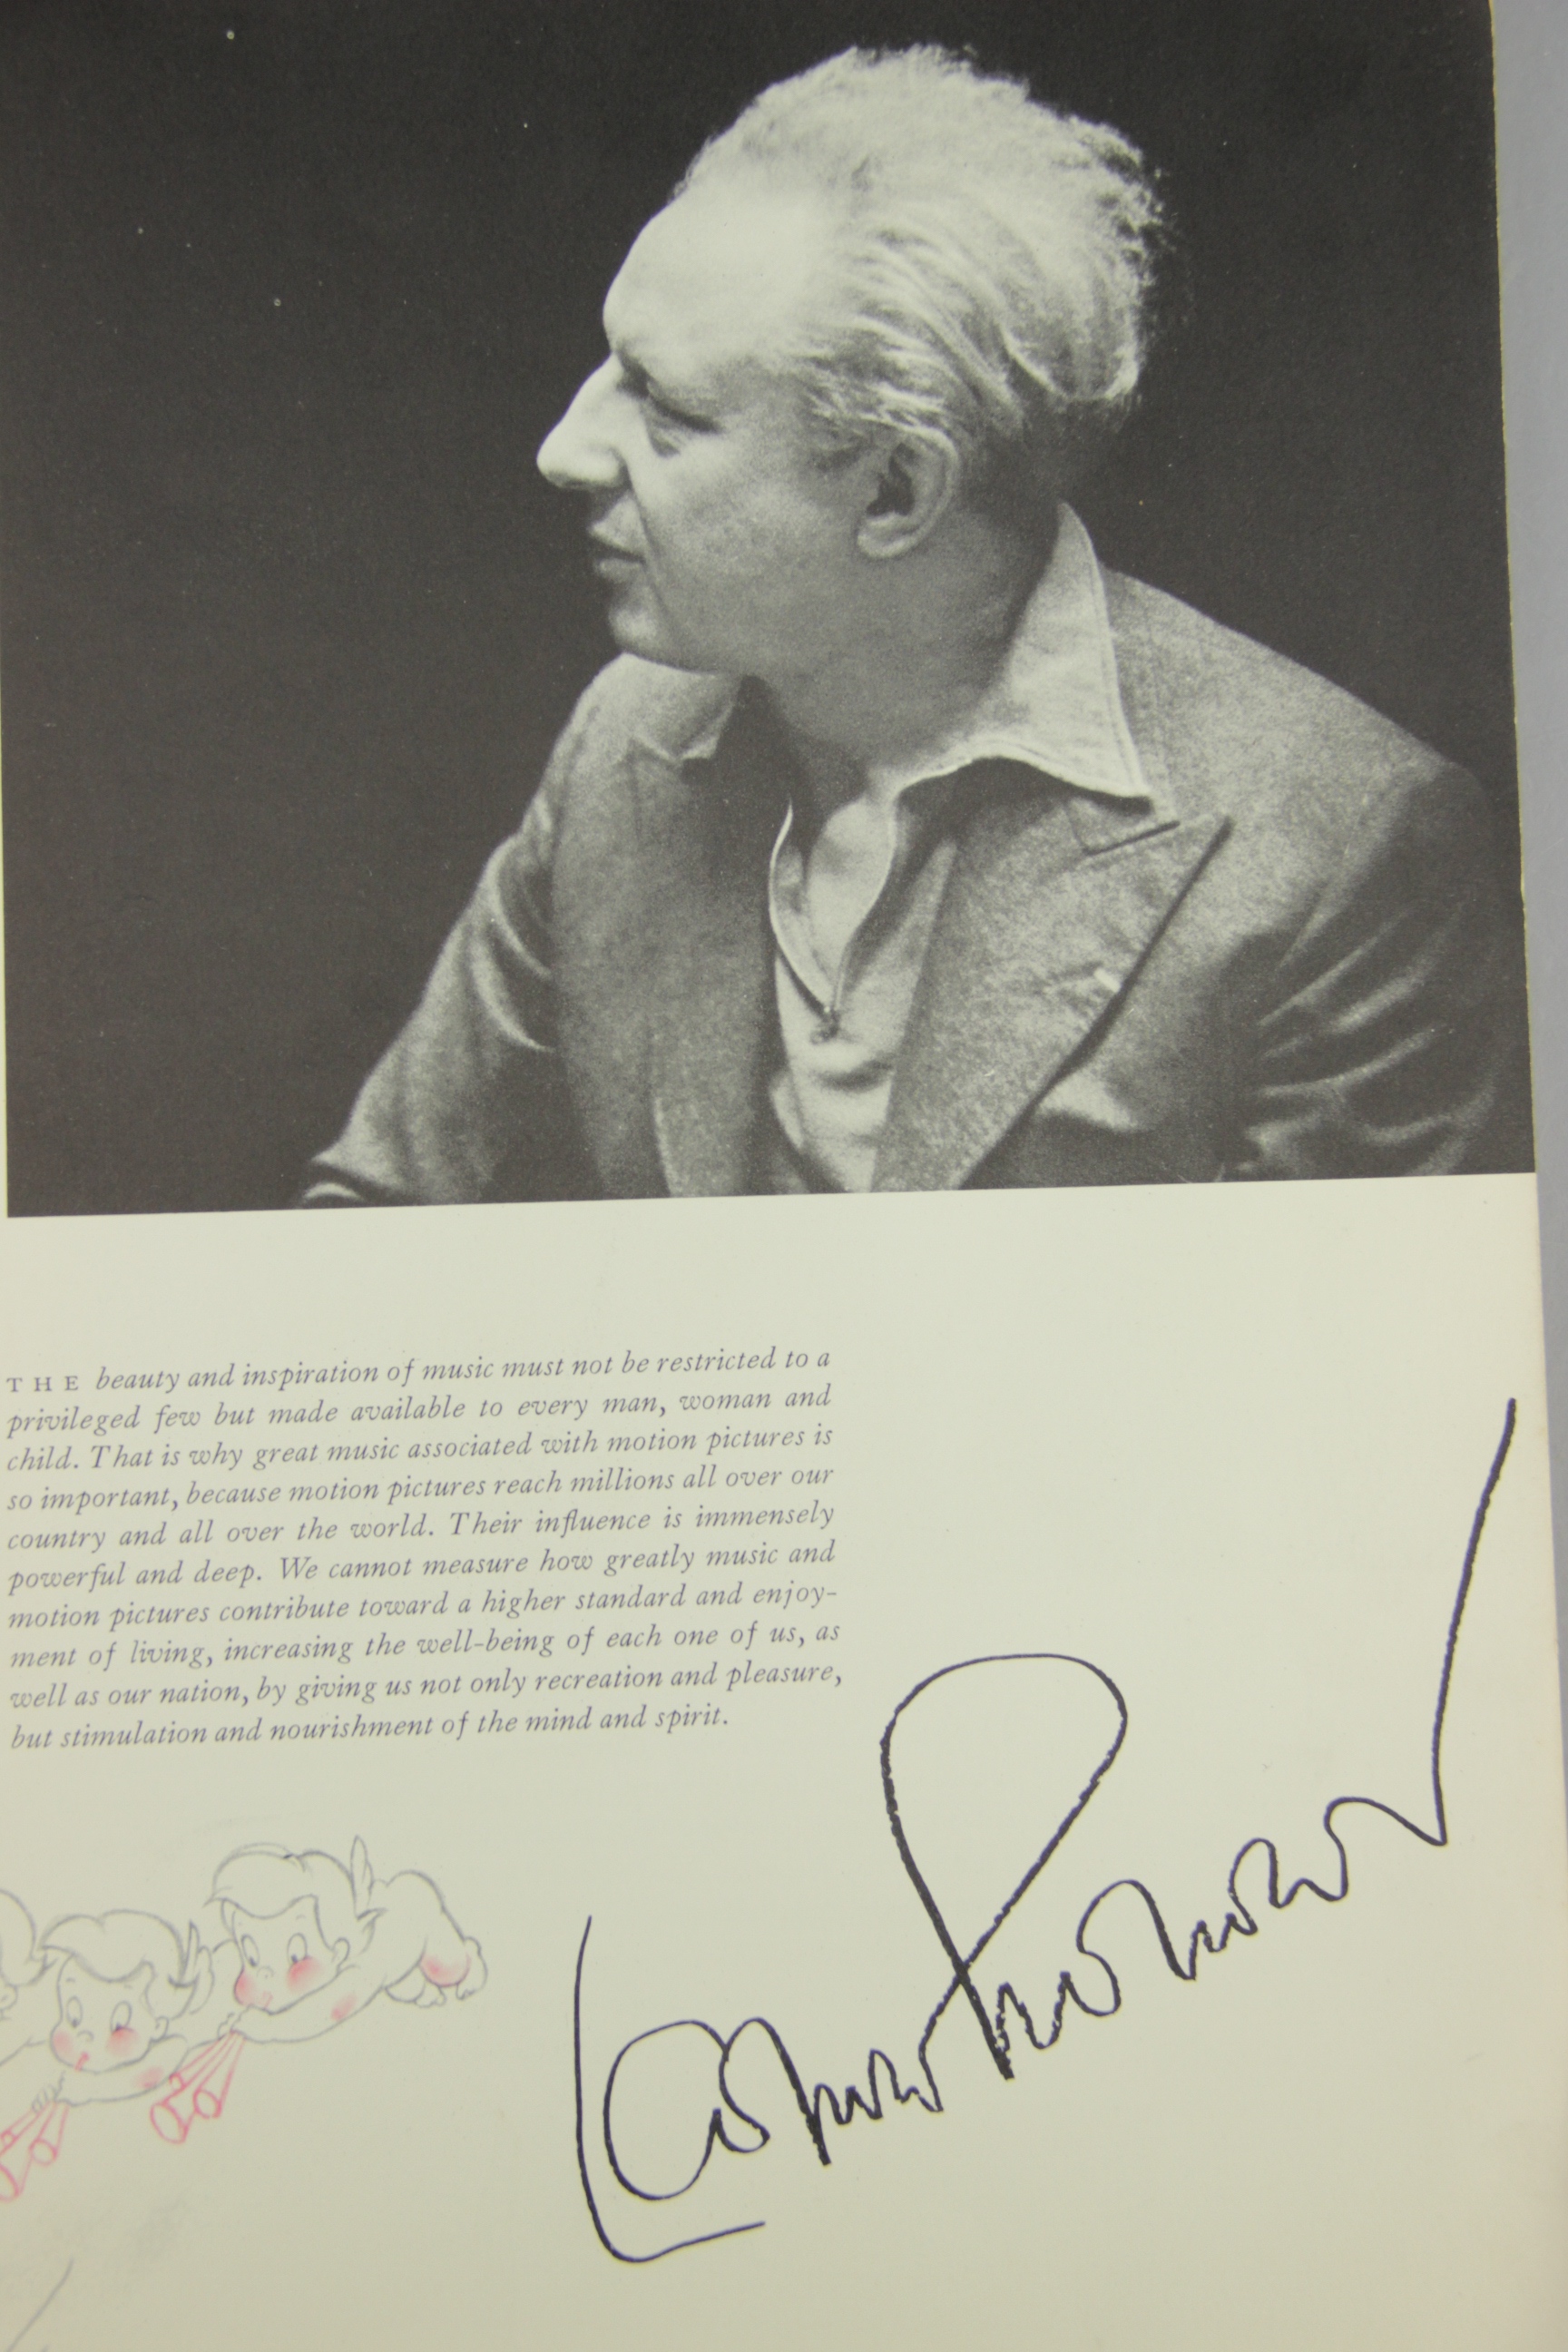 THE beauty and inspiration of music must not be restricted to a
privileged few but made available to every man, woman and
child. That is why great music associated with motion pictures is
so important, because motion pictures reach millions all over our
country and all over the world. Their influence is immensely
powerful and deep. We cannot measure how greatly music and
motion pictures contribute toward a higher standard and enjoy-
ment of living, increasing the well-being of each one of us, as
well as our nation, by giving us not only recreation and pleasure,
but stimulation and nourishment of the mind and spirit.